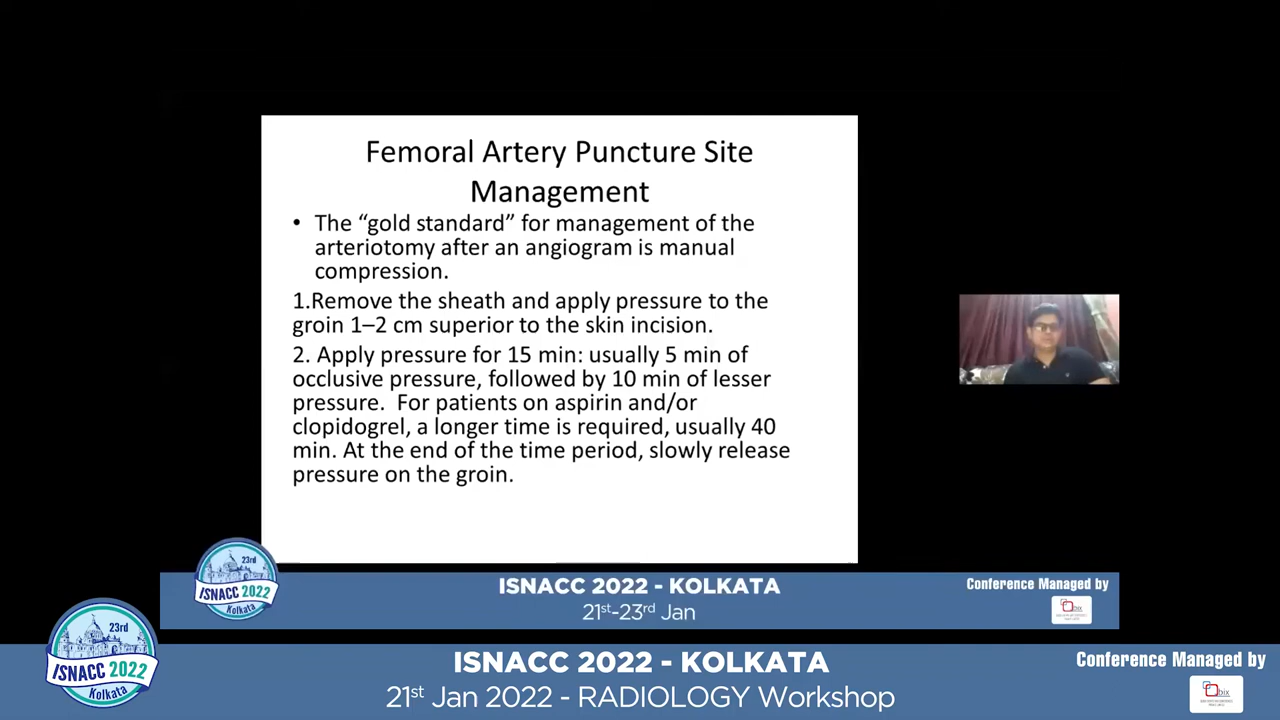 Femoral Artery Puncture Site
Management
• The “gold standard” for management of the
arteriotomy after an angiogram is manual
compression.
1.Remove the sheath and apply pressure to the
groin 1–2 cm superior to the skin incision.
2. Apply pressure for 15 min: usually 5 min of
occlusive pressure, followed by 10 min of lesser
pressure.  For patients on aspirin and/or
clopidogrel, a longer time is required, usually 40
min. At the end of the time period, slowly release
pressure on the groin.
23rd
ISNACC 2022
Kolkata
ISNACC 2022 - KOLKATA
21st-23rd Jan
Conference Managed by
23rd
ISNACC 2022
Kolkata
ISNACC 2022 - KOLKATA
21st Jan 2022 - RADIOLOGY Workshop
Conference Managed by